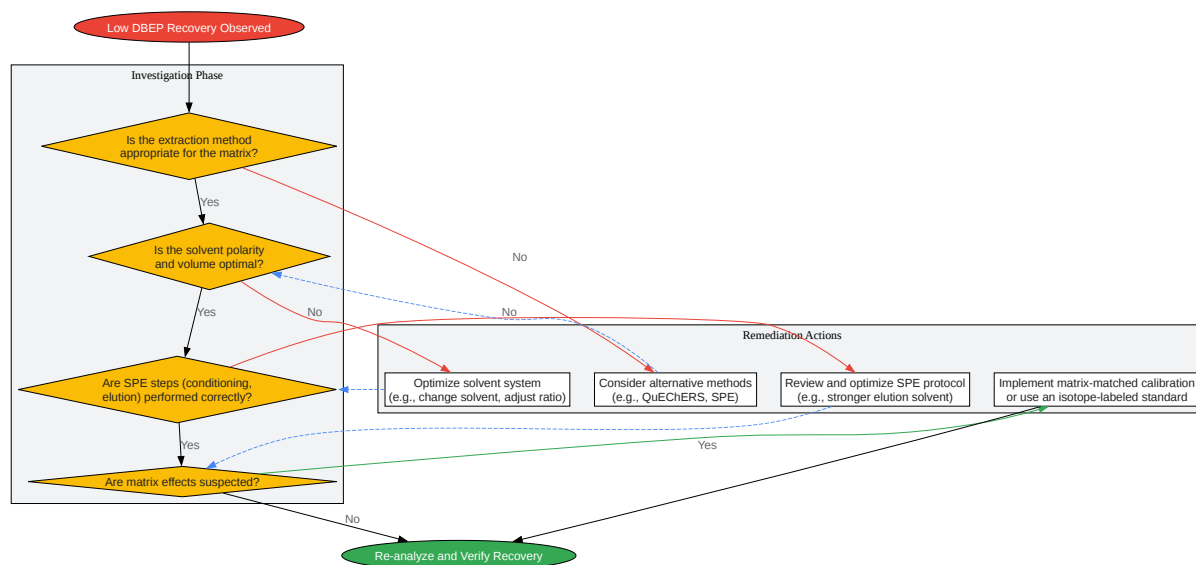 Low DBEP Recovery Observed
Investigation Phase
Is the extraction method
appropriate for the matrix?
Yes
Is the solvent polarity
and volume optimal?
No
Yes
No
No
Remediation Actions
Are SPE steps (conditioning,
elution) performed correctly?
Optimize solvent system
(e.g., change solvent, adjust ratio)
Consider alternative methods
(e.g., QuEChERS, SPE)
Review and optimize SPE protocol
(e.g., stronger elution solvent)
Implement matrix-matched calibration
or use an isotope-labeled standard
Yes
Yes
Are matrix effects suspected?
No
Re-analyze and Verify Recovery